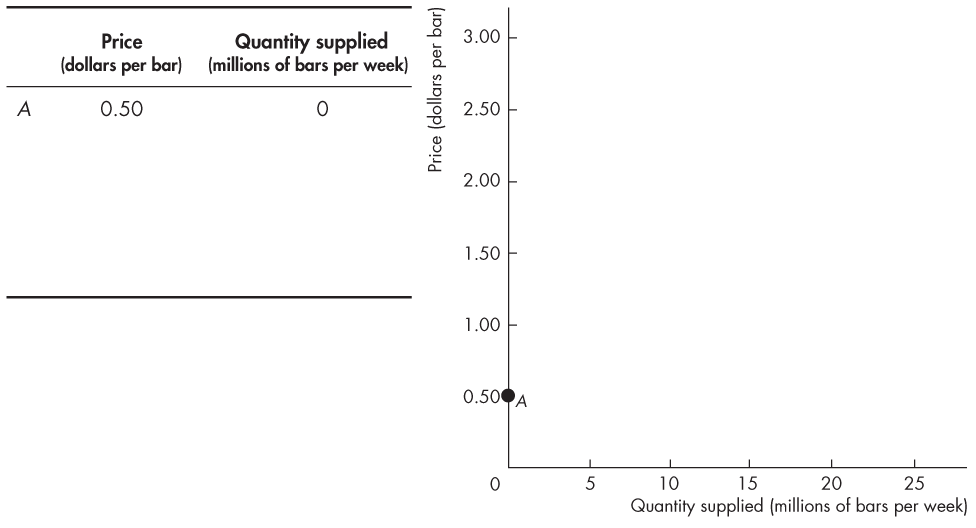 Price Quantity supplied
(dollars per bar) (millions of bars per week)
A 0.50 0
Price (dollars per bar)
3.00
2.50
2.00
1.50
1.00
0.50 A
0 5 10 15 20 25
Quantity supplied (millions of bars per week)